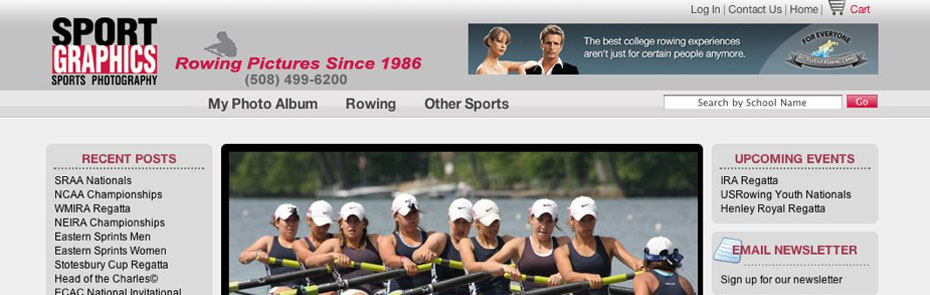 Log In | Contact Us | Home | Cart
SPORT
GRAPHICS
SPORTS PHOTOGRAPHY
Rowing Pictures Since 1986
(508) 499-6200
The best college rowing experiences
aren't just for certain people anymore.
FOR EVERYONE
My Photo Album
Rowing
Other Sports
Search by School Name
Go
RECENT POSTS
SRAA Nationals
NCAA Championships
WMIRA Regatta
NEIRA Championships
Eastern Sprints Men
Eastern Sprints Women
Stotesbury Cup Regatta
Head of the Charles©
ECAC National Invitational
UPCOMING EVENTS
IRA Regatta
USRowing Youth Nationals
Henley Royal Regatta
EMAIL NEWSLETTER
Sign up for our newsletter